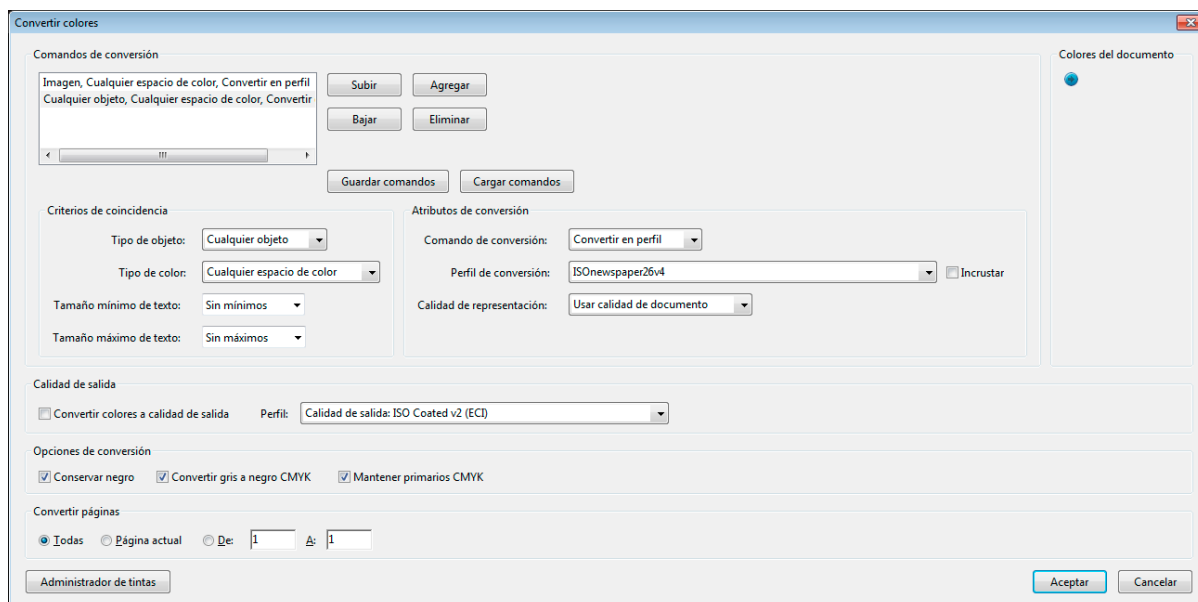 Convertir colores
Comandos de conversión
Imagen, Cualquier espacio de color, Convertir en perfil
Cualquier objeto, Cualquier espacio de color, Convertir
Subir Agregar
Bajar Eliminar
Guardar comandos Cargar comandos
Colores del documento
Criterios de coincidencia
Tipo de objeto: Cualquier objeto
Tipo de color: Cualquier espacio de color
Tamaño mínimo de texto: Sin mínimos
Tamaño máximo de texto: Sin máximos
Atributos de conversión
Comando de conversión: Convertir en perfil
Perfil de conversión: ISOnewspaper26v4 Incrustar
Calidad de representación: Usar calidad de documento
Calidad de salida
Convertir colores a calidad de salida Perfil: Calidad de salida: ISO Coated v2 (ECI)
Opciones de conversión
Conservar negro Convertir gris a negro CMYK Mantener primarios CMYK
Convertir páginas
Todas Página actual De: 1 A: 1
Administrador de tintas Aceptar Cancelar